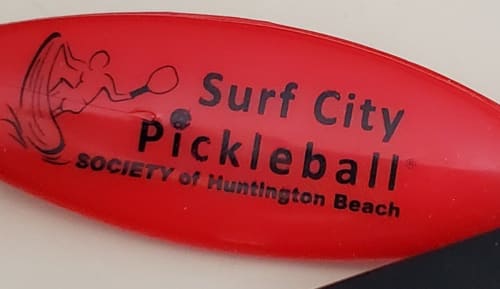 Surf City
Pickleball®
SOCIETY of Huntington Beach